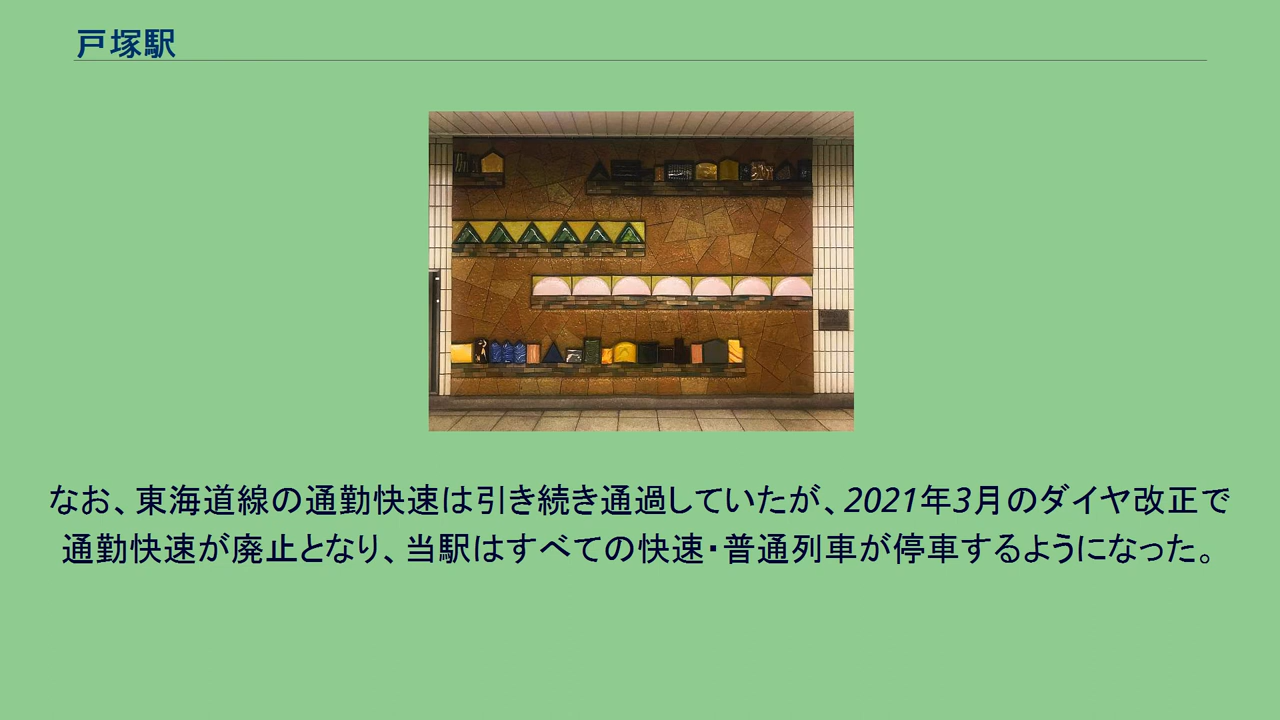 戸塚駅
なお、東海道線の通勤快速は引き続き通過していたが、2021年3月のダイヤ改正で
通勤快速が廃止となり、当駅はすべての快速・普通列車が停車するようになった。